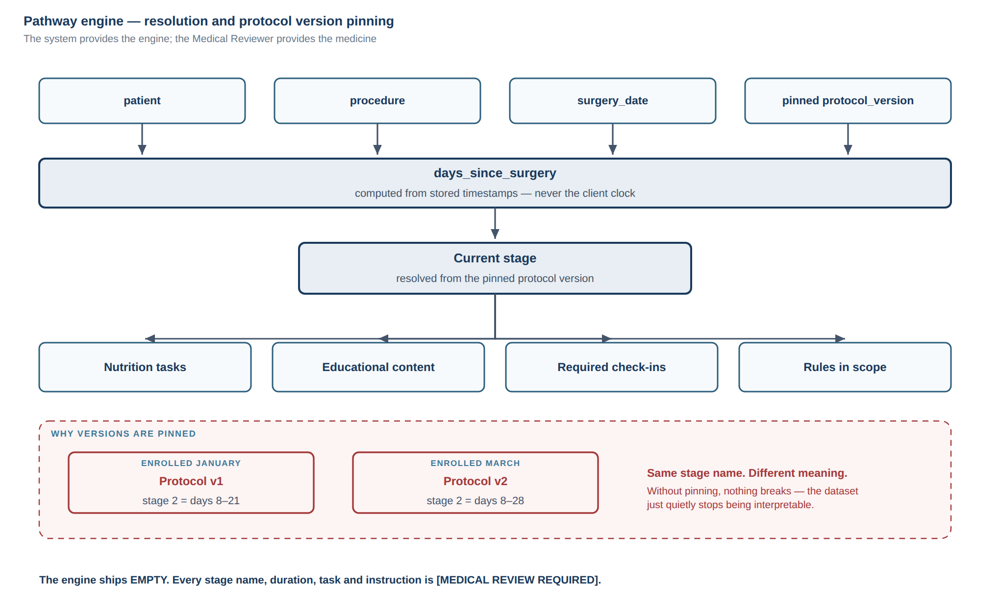 Pathway engine — resolution and protocol version pinning
The system provides the engine; the Medical Reviewer provides the medicine
patient
procedure
surgery_date
pinned protocol_version
days_since_surgery
computed from stored timestamps — never the client clock
Current stage
resolved from the pinned protocol version
Nutrition tasks
Educational content
Required check-ins
Rules in scope
WHY VERSIONS ARE PINNED
ENROLLED JANUARY
Protocol v1
stage 2 = days 8–21
ENROLLED MARCH
Protocol v2
stage 2 = days 8–28
Same stage name. Different meaning.
Without pinning, nothing breaks — the dataset
just quietly stops being interpretable.
The engine ships EMPTY. Every stage name, duration, task and instruction is [MEDICAL REVIEW REQUIRED].